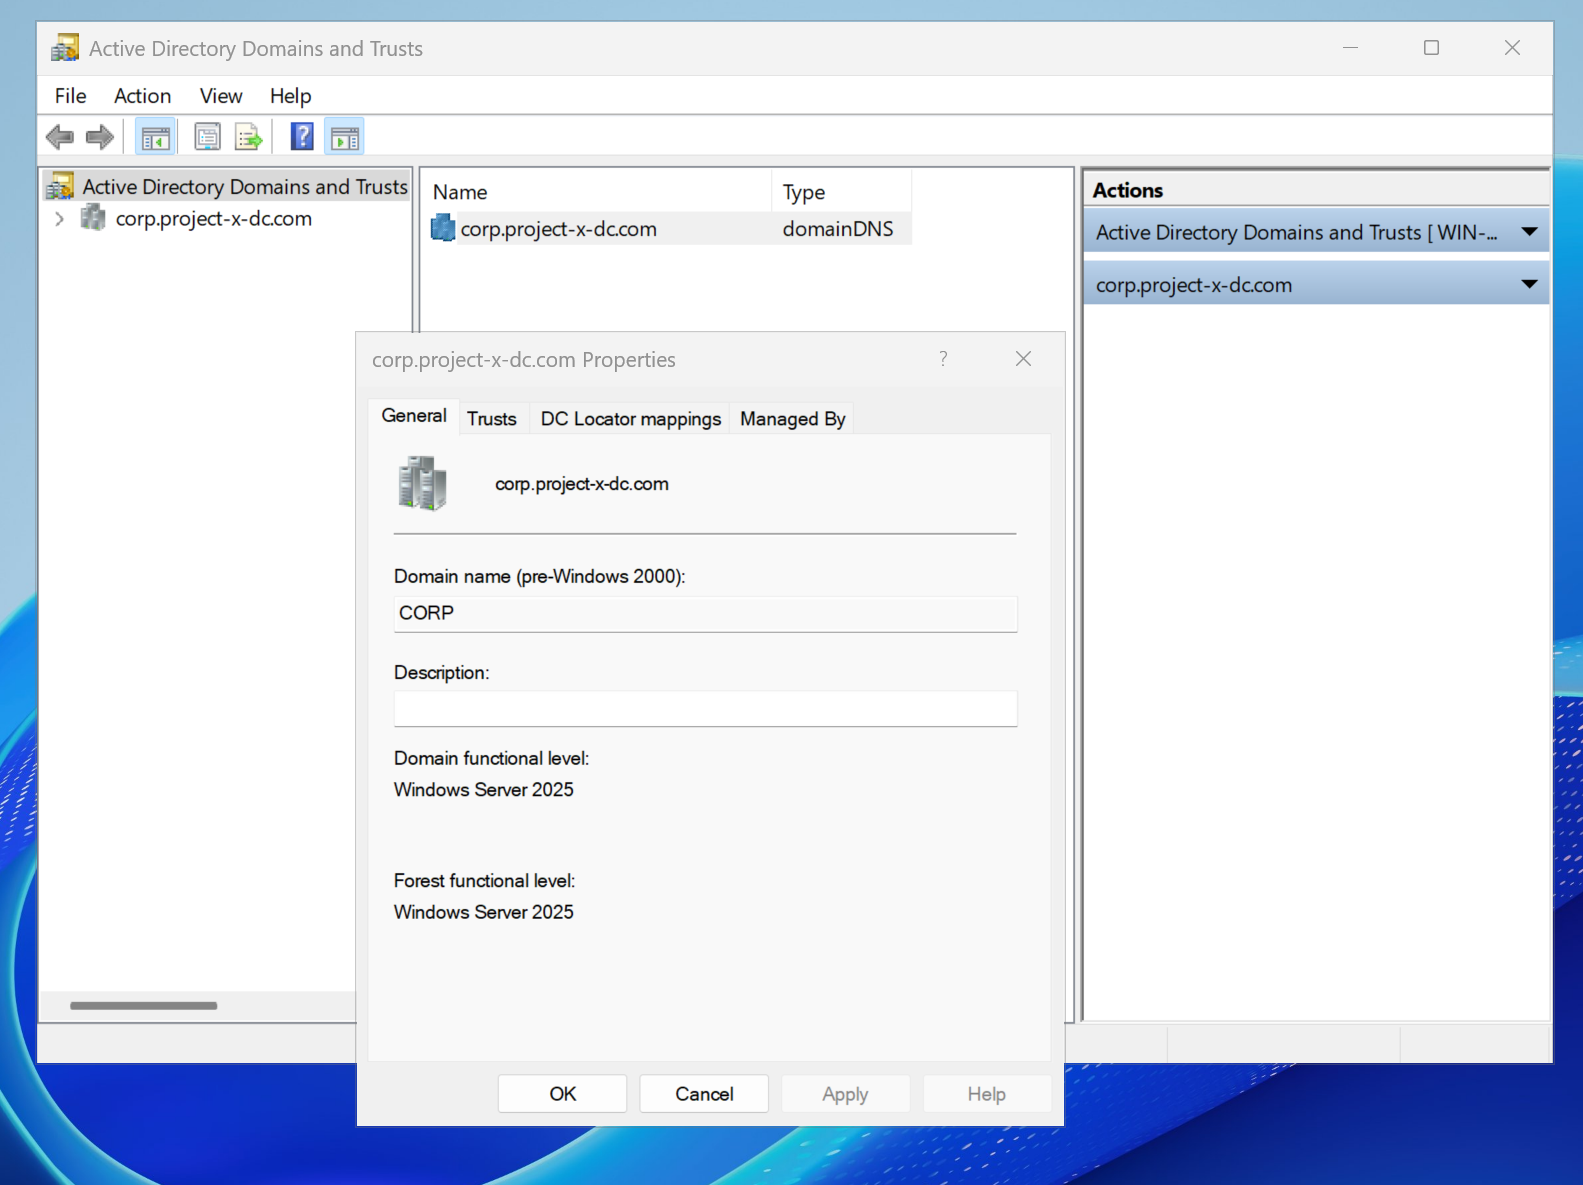 Active Directory Domains and Trusts
File Action View Help
Active Directory Domains and Trusts
corp.project-x-dc.com
Name Type
corp.project-x-dc.com domainDNS
Actions
Active Directory Domains and Trusts [ WIN-...
corp.project-x-dc.com
corp.project-x-dc.com Properties
General Trusts DC Locator mappings Managed By
corp.project-x-dc.com
Domain name (pre-Windows 2000):
CORP
Description:
Domain functional level:
Windows Server 2025
Forest functional level:
Windows Server 2025
OK Cancel Apply Help